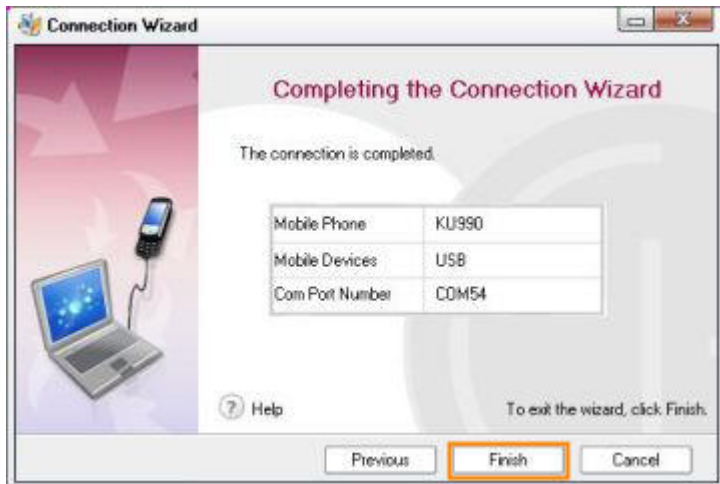 Connection Wizard
Completing the Connection Wizard
The connection is completed.
Mobile Phone KU990
Mobile Devices USB
Com Port Number COM54
? Help To exit the wizard, click Finish.
Previous Finish Cancel